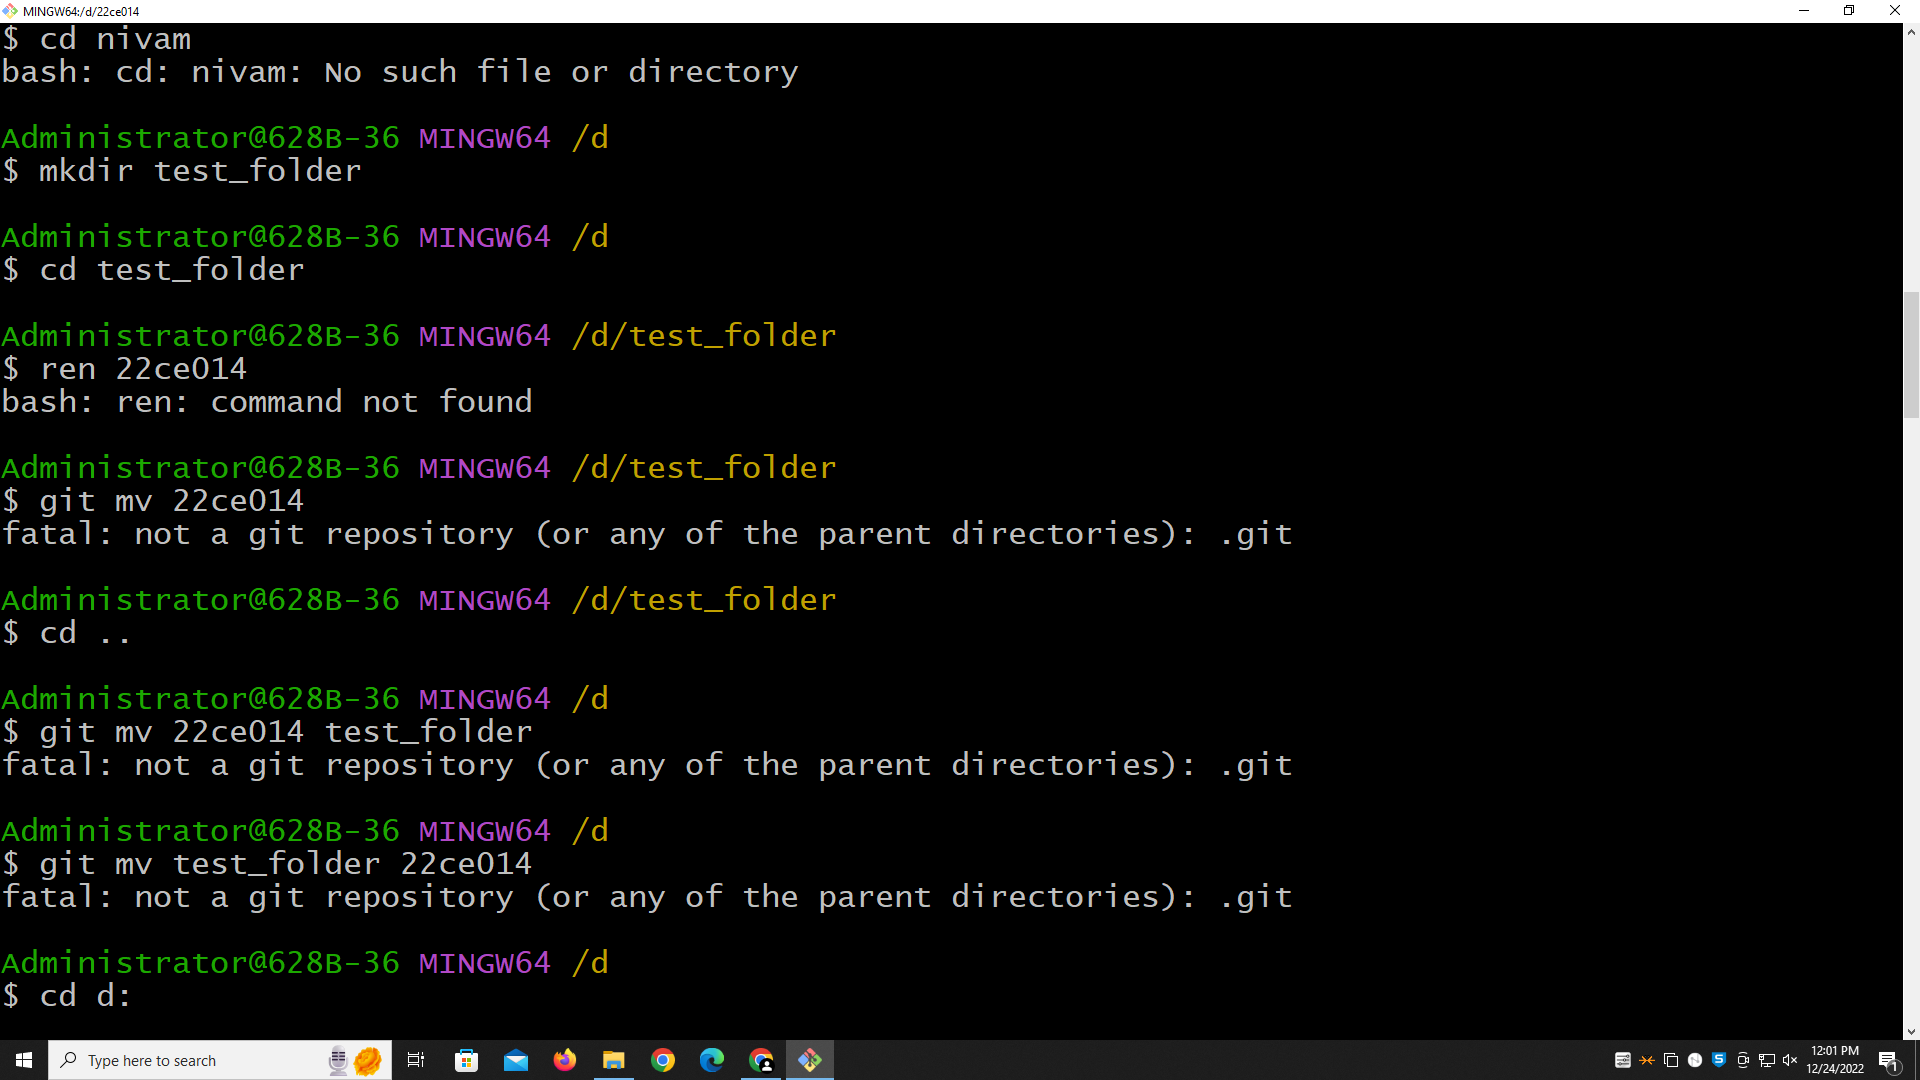 MINGW64:/d/22ce014
$ cd nivam
bash: cd: nivam: No such file or directory
Administrator@628B-36 MINGW64 /d
$ mkdir test_folder
Administrator@628B-36 MINGW64 /d
$ cd test_folder
Administrator@628B-36 MINGW64 /d/test_folder
$ ren 22ce014
bash: ren: command not found
Administrator@628B-36 MINGW64 /d/test_folder
$ git mv 22ce014
fatal: not a git repository (or any of the parent directories): .git
Administrator@628B-36 MINGW64 /d/test_folder
$ cd ..
Administrator@628B-36 MINGW64 /d
$ git mv 22ce014 test_folder
fatal: not a git repository (or any of the parent directories): .git
Administrator@628B-36 MINGW64 /d
$ git mv test_folder 22ce014
fatal: not a git repository (or any of the parent directories): .git
Administrator@628B-36 MINGW64 /d
$ cd d:
Type here to search
12:01 PM
12/24/2022
1